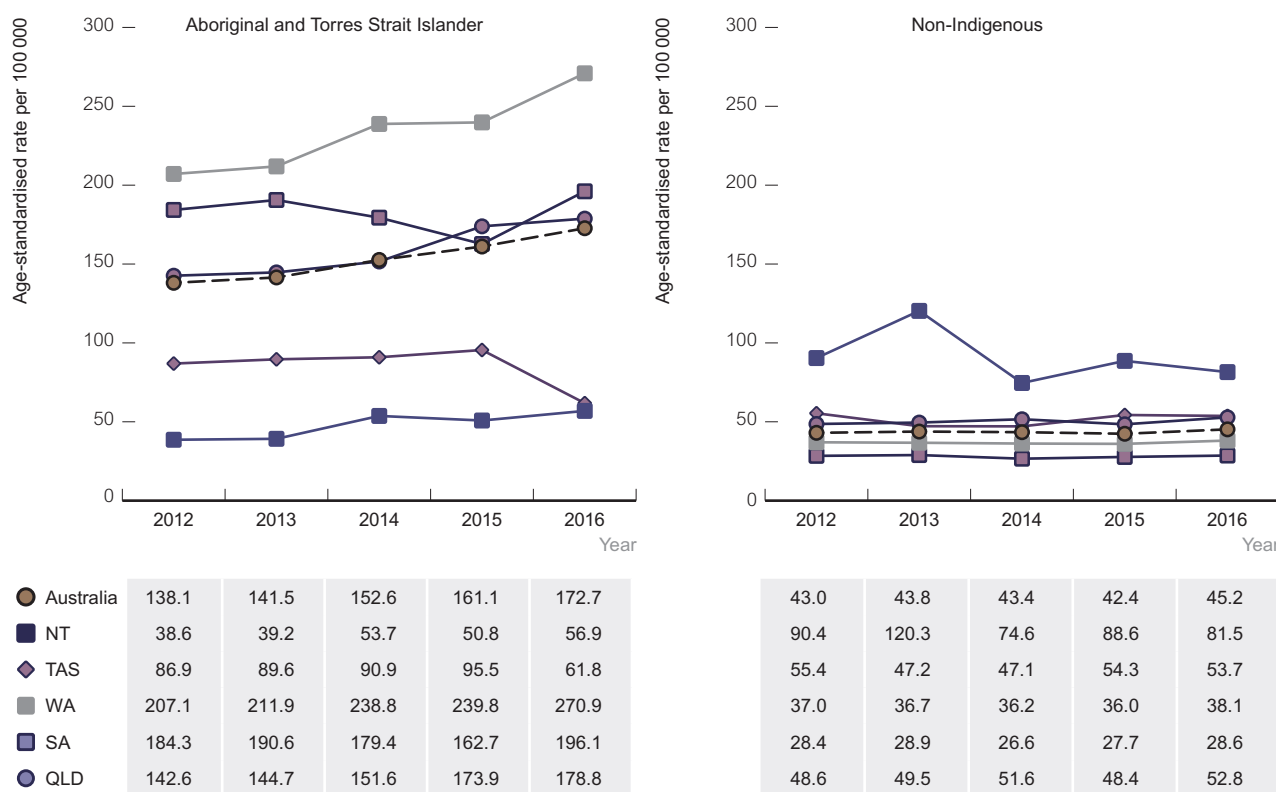 Aboriginal and Torres Strait Islander
Age-standardised rate per 100 000
300
250
200
150
100
50
0
2012 2013 2014 2015 2016
Year
Non-Indigenous
Age-standardised rate per 100 000
300
250
200
150
100
50
0
2012 2013 2014 2015 2016
Year
Australia 138.1 141.5 152.6 161.1 172.7 43.0 43.8 43.4 42.4 45.2
NT 38.6 39.2 53.7 50.8 56.9 90.4 120.3 74.6 88.6 81.5
TAS 86.9 89.6 90.9 95.5 61.8 55.4 47.2 47.1 54.3 53.7
WA 207.1 211.9 238.8 239.8 270.9 37.0 36.7 36.2 36.0 38.1
SA 184.3 190.6 179.4 162.7 196.1 28.4 28.9 26.6 27.7 28.6
QLD 142.6 144.7 151.6 173.9 178.8 48.6 49.5 51.6 48.4 52.8